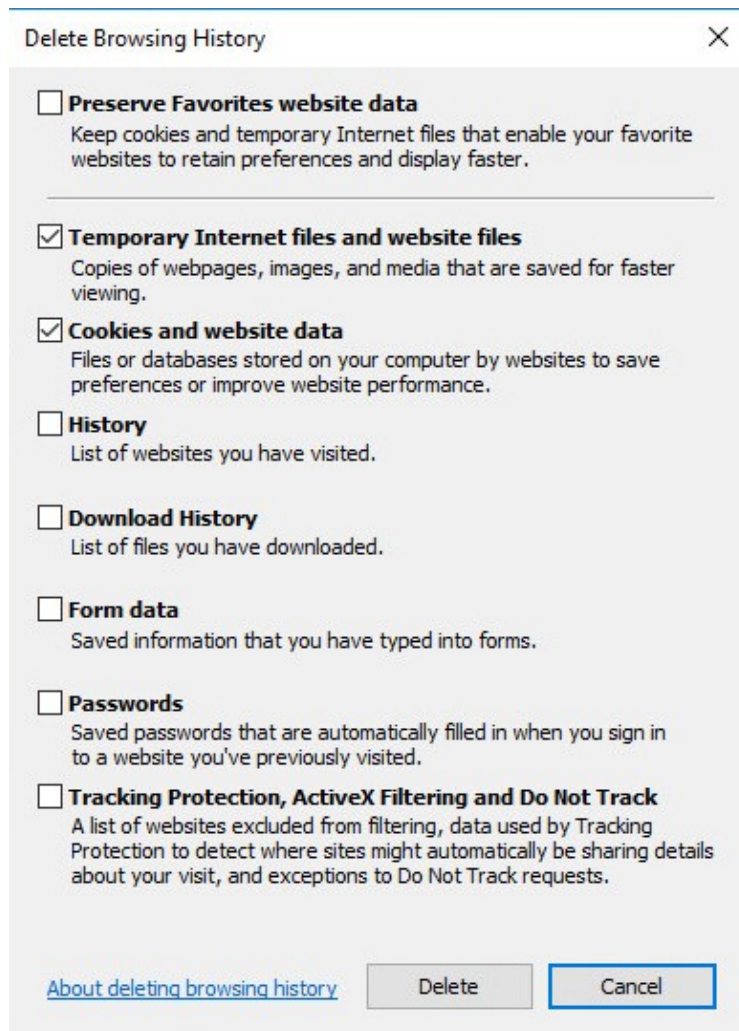 Delete Browsing History
Preserve Favorites website data
Keep cookies and temporary Internet files that enable your favorite
websites to retain preferences and display faster.
Temporary Internet files and website files
Copies of webpages, images, and media that are saved for faster
viewing.
Cookies and website data
Files or databases stored on your computer by websites to save
preferences or improve website performance.
History
List of websites you have visited.
Download History
List of files you have downloaded.
Form data
Saved information that you have typed into forms.
Passwords
Saved passwords that are automatically filled in when you sign in
to a website you've previously visited.
Tracking Protection, ActiveX Filtering and Do Not Track
A list of websites excluded from filtering, data used by Tracking
Protection to detect where sites might automatically be sharing details
about your visit, and exceptions to Do Not Track requests.
About deleting browsing history Delete Cancel